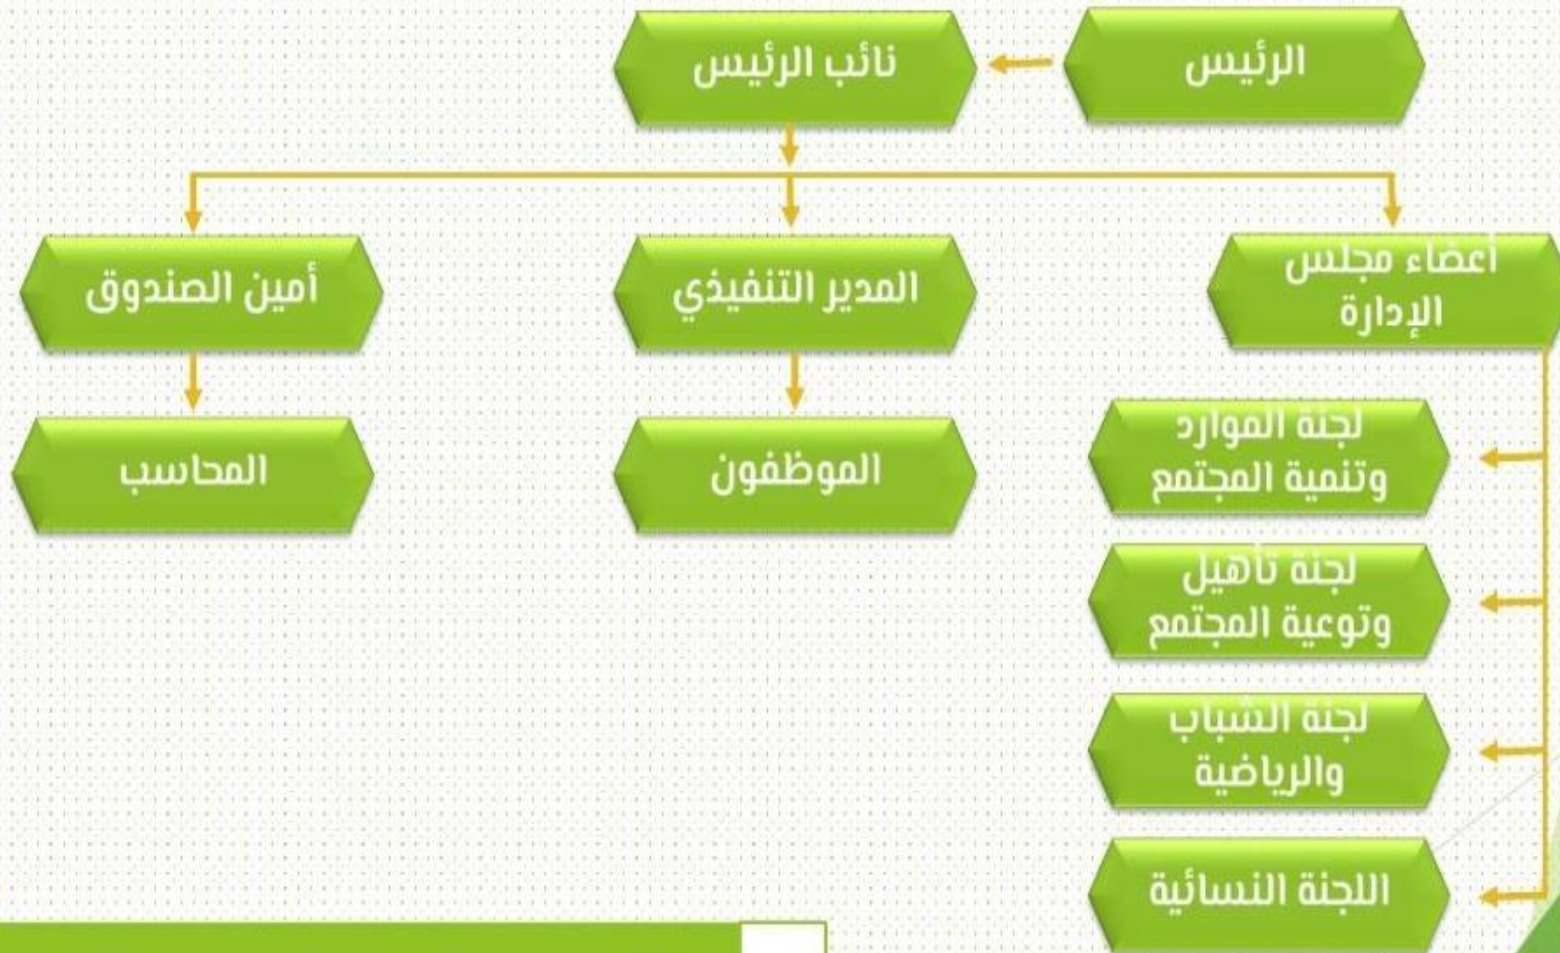 الرئيس
نائب الرئيس
أعضاء مجلس
الإدارة
المدير التنفيذي
أمين الصندوق
لجنة الموارد
وتنمية المجتمع
الموظفون
المحاسب
لجنة تأهيل
وتوعية المجتمع
لجنة الشباب
والرياضية
اللجنة النسائية